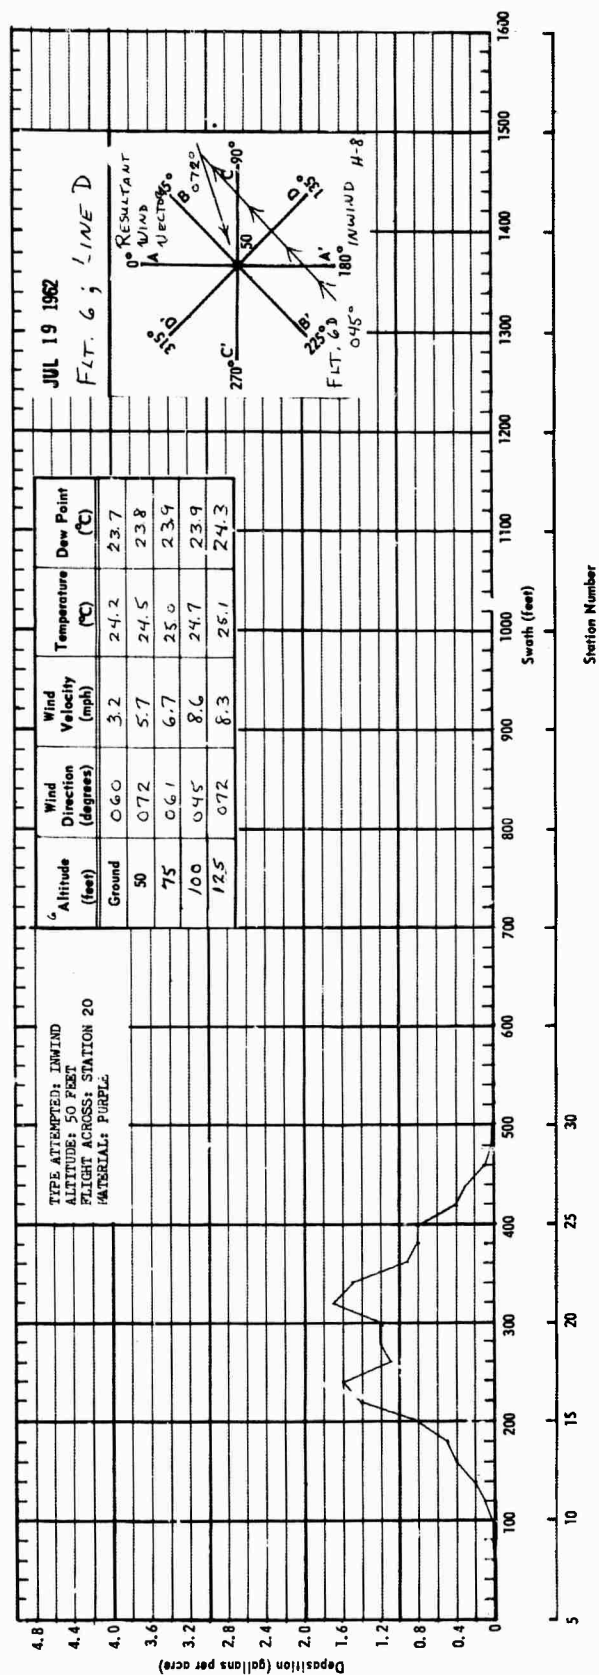 JUL 19 1962
FLT. 6 ; LINE D
TYPE ATTEMPTED: INWIND
ALTITUDE: 50 FEET
FLIGHT ACROSS: STATION 20
MATERIAL: PURPLE
Altitude (feet) Wind Direction (degrees) Wind Velocity (mph) Temperature (°C) Dew Point (°C)
Ground 060 3.2 24.2 23.7
50 072 5.7 24.5 23.8
75 061 6.7 25.0 23.9
100 045 8.6 24.7 23.9
125 072 8.3 25.1 24.3
0° RESULTANT
A WIND
VECTOR
45°
B
072°
C 90°
D
135°
50
A'
180° INWIND H-8
B'
225°
FLT. 6D
045°
270° C'
D'
315°
Deposition (gallons per acre)
4.8
4.4
4.0
3.6
3.2
2.8
2.4
2.0
1.6
1.2
0.8
0.4
0
100 200 300 400 500 600 700 800 900 1000 1100 1200 1300 1400 1500 1600
Swath (feet)
5 10 15 20 25 30
Station Number